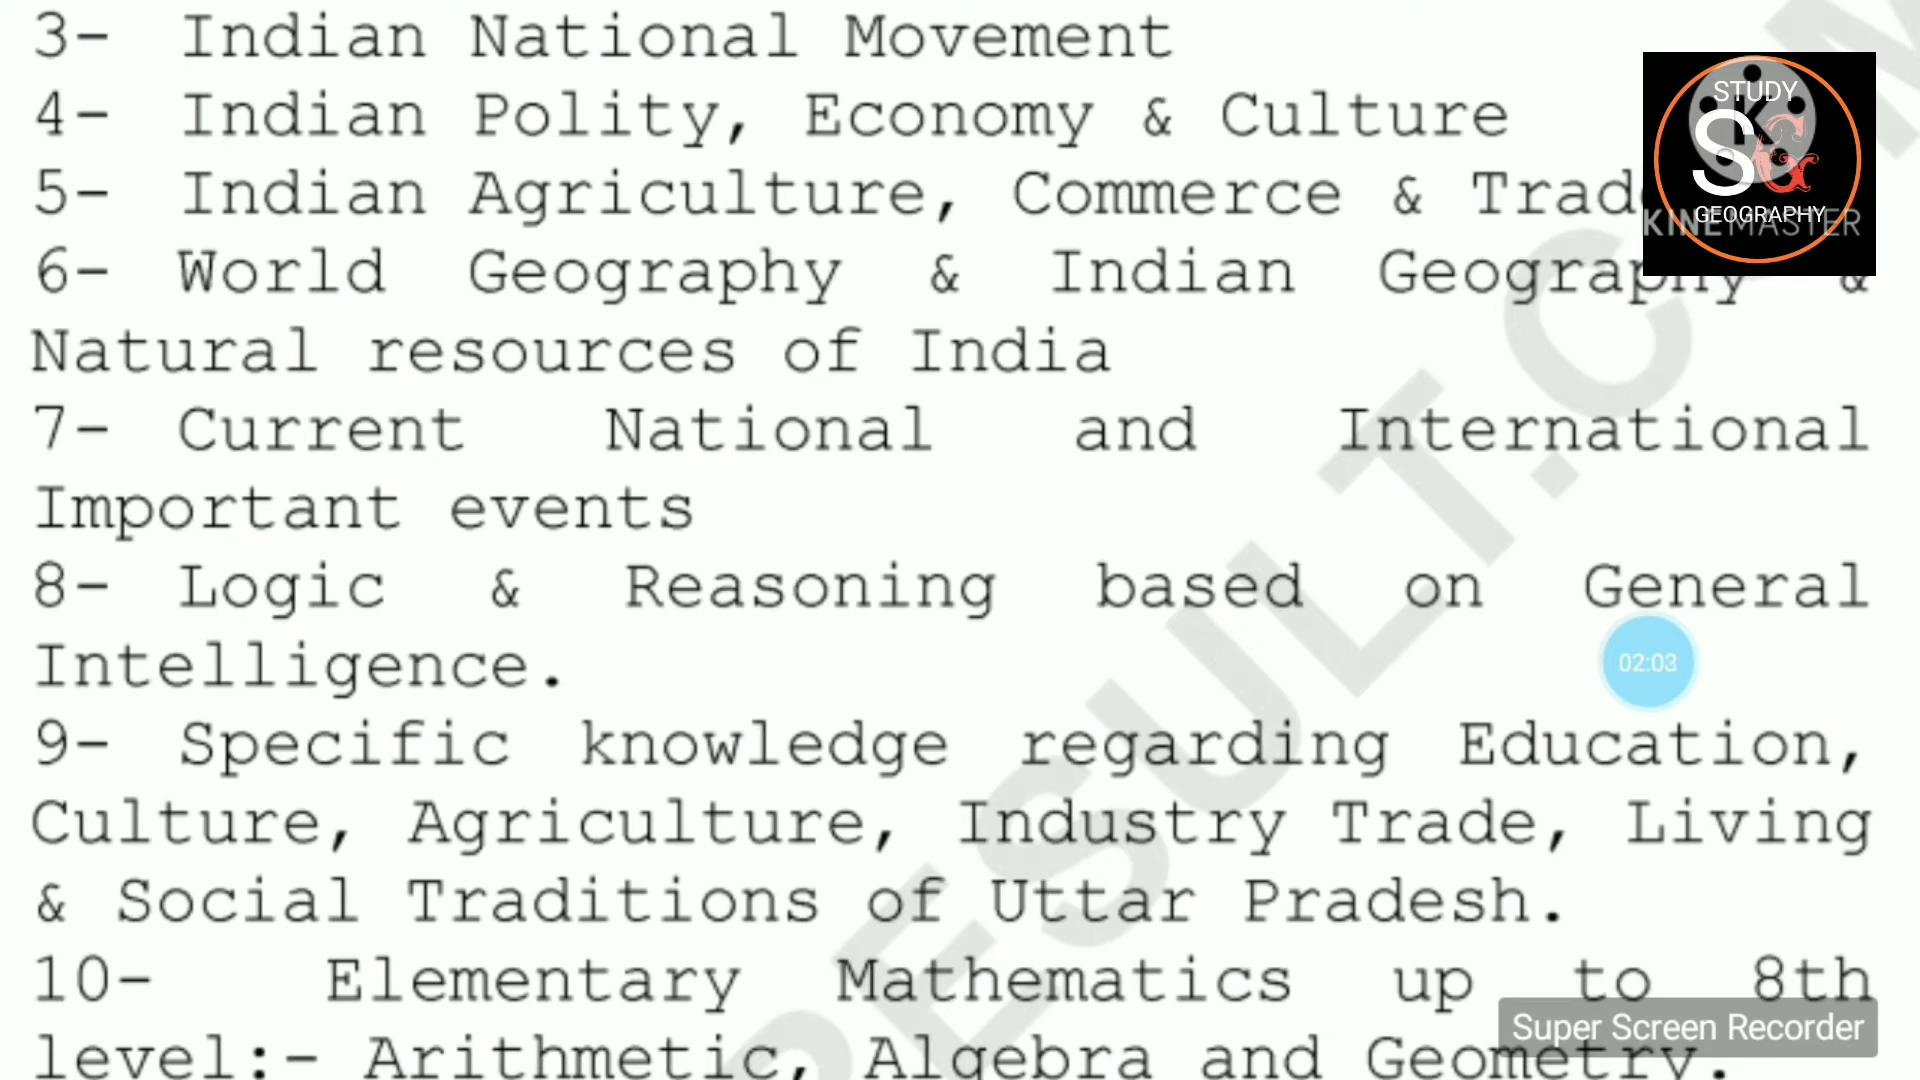 3- Indian National Movement
4- Indian Polity, Economy & Culture
5- Indian Agriculture, Commerce & Trad
6- World Geography & Indian Geography &
Natural resources of India
7- Current National and International
Important events
8- Logic & Reasoning based on General
Intelligence.
9- Specific knowledge regarding Education,
Culture, Agriculture, Industry Trade, Living
& Social Traditions of Uttar Pradesh.
10- Elementary Mathematics up to 8th
level:- Arithmetic, Algebra and Geometry.
STUDY
SG
GEOGRAPHY
KINEMASTER
02:03
Super Screen Recorder
RESULT.C M